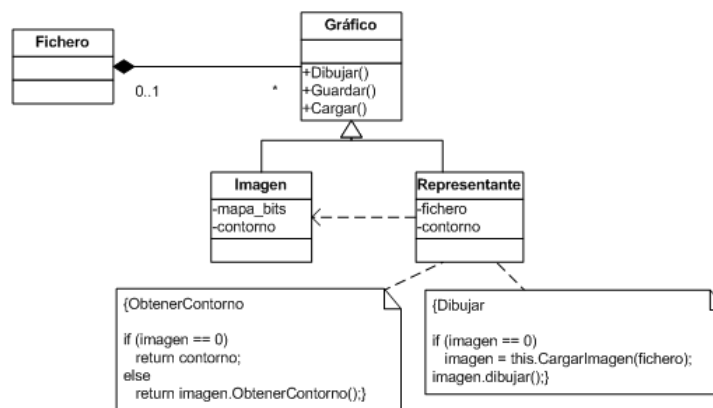 Fichero
0..1
*
Gráfico
+Dibujar()
+Guardar()
+Cargar()
Imagen
-mapa_bits
-contorno
Representante
-fichero
-contorno
{ObtenerContorno
if (imagen == 0)
return contorno;
else
return imagen.ObtenerContorno();}
{Dibujar
if (imagen == 0)
imagen = this.CargarImagen(fichero);
imagen.dibujar();}